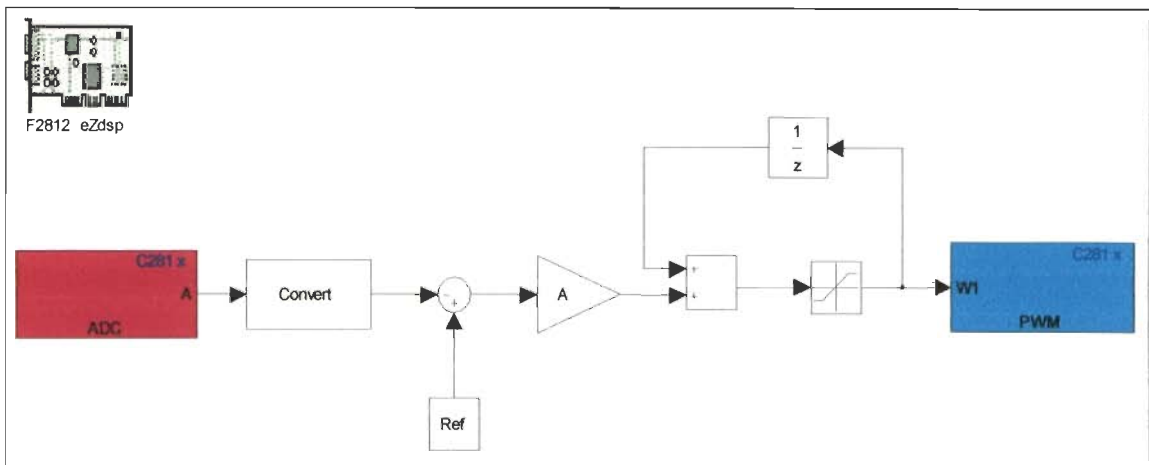 F2812 eZdsp
1
z
C281x
A
ADC
Convert
-
+
Ref
A
+
+
C281x
W1
PWM